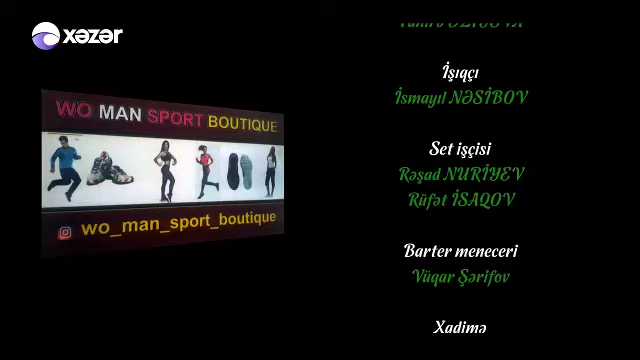 xəzər
WO MAN SPORT BOUTIQUE
wo_man_sport_boutique
İşıqçı
İsmayıl NƏSİBOV
Set işçisi
Rəşad NURİYEV
Rüfət İSAQOV
Barter meneceri
Vüqar Şərifov
Xadimə